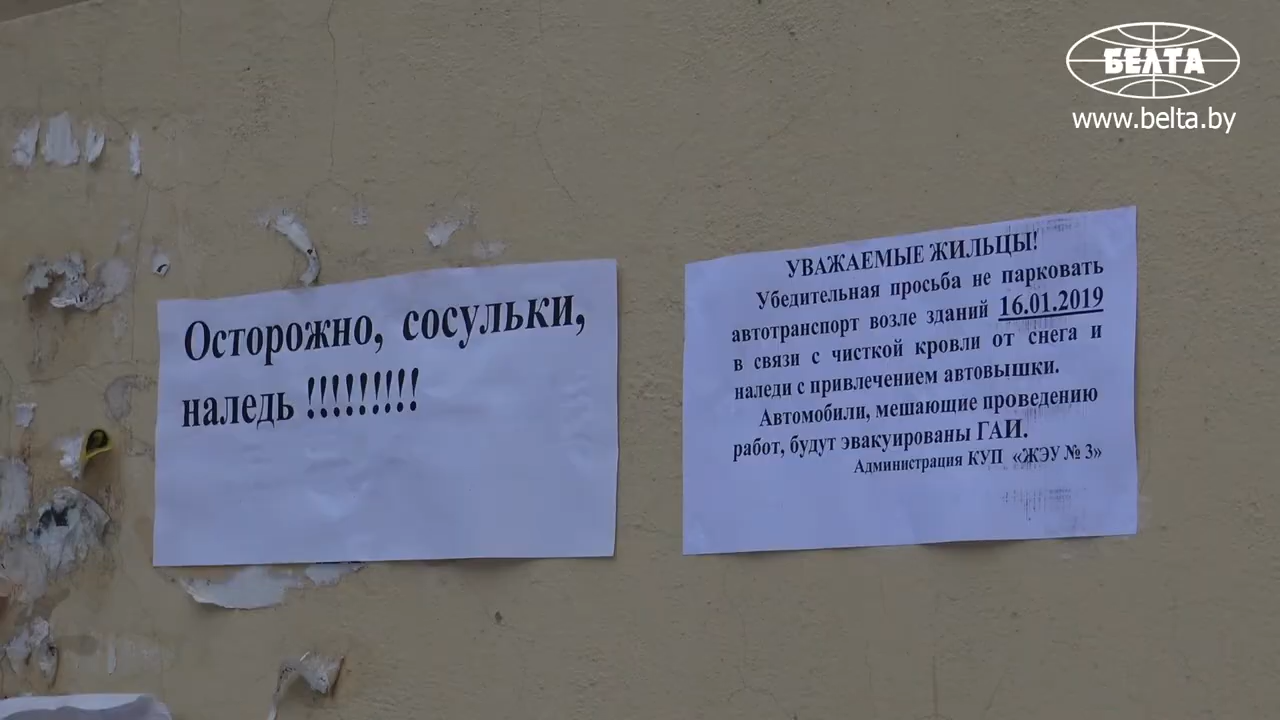 БЕЛТА
www.belta.by
Осторожно, сосульки,
наледь !!!!!!!!!
УВАЖАЕМЫЕ ЖИЛЬЦЫ!
Убедительная просьба не парковать
автотранспорт возле зданий 16.01.2019
в связи с чисткой кровли от снега и
наледи с привлечением автовышки.
Автомобили, мешающие проведению
работ, будут эвакуированы ГАИ.
Администрация КУП «ЖЭУ № 3»